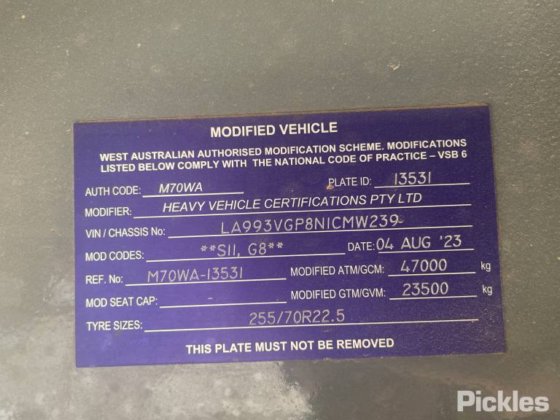 MODIFIED VEHICLE
WEST AUSTRALIAN AUTHORISED MODIFICATION SCHEME. MODIFICATIONS
LISTED BELOW COMPLY WITH THE NATIONAL CODE OF PRACTICE – VSB 6
AUTH CODE: M70WA PLATE ID: 13531
MODIFIER: HEAVY VEHICLE CERTIFICATIONS PTY LTD
VIN / CHASSIS No: LA993VGP8N1CMW239
MOD CODES: **S11, G8** DATE: 04 AUG '23
REF. No: M70WA-13531 MODIFIED ATM/GCM: 47000 kg
MOD SEAT CAP: - MODIFIED GTM/GVM: 23500 kg
TYRE SIZES: 255/70R22.5
THIS PLATE MUST NOT BE REMOVED
Pickles